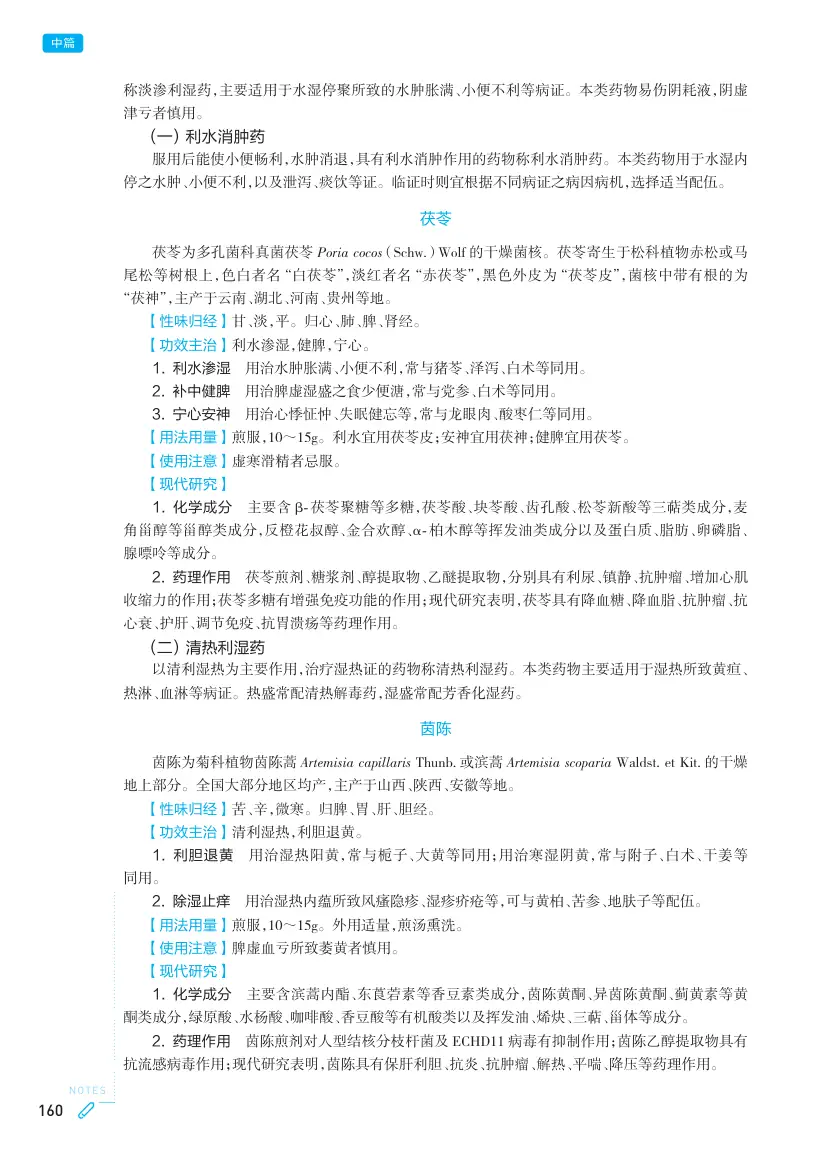 中篇
称淡渗利湿药,主要适用于水湿停聚所致的水肿胀满、小便不利等病证。本类药物易伤阴耗液,阴虚
津亏者慎用。
（一）利水消肿药
服用后能使小便畅利,水肿消退,具有利水消肿作用的药物称利水消肿药。本类药物用于水湿内
停之水肿、小便不利,以及泄泻、痰饮等证。临证时则宜根据不同病证之病因病机,选择适当配伍。
茯苓
茯苓为多孔菌科真菌茯苓 Poria cocos（Schw.）Wolf 的干燥菌核。茯苓寄生于松科植物赤松或马
尾松等树根上,色白者名“白茯苓”,淡红者名“赤茯苓”,黑色外皮为“茯苓皮”,菌核中带有根的为
“茯神”,主产于云南、湖北、河南、贵州等地。
【性味归经】甘、淡,平。归心、肺、脾、肾经。
【功效主治】利水渗湿,健脾,宁心。
1. 利水渗湿　用治水肿胀满、小便不利,常与猪苓、泽泻、白术等同用。
2. 补中健脾　用治脾虚湿盛之食少便溏,常与党参、白术等同用。
3. 宁心安神　用治心悸怔忡、失眠健忘等,常与龙眼肉、酸枣仁等同用。
【用法用量】煎服,10～15g。利水宜用茯苓皮;安神宜用茯神;健脾宜用茯苓。
【使用注意】虚寒滑精者忌服。
【现代研究】
1. 化学成分　主要含 β-茯苓聚糖等多糖,茯苓酸、块苓酸、齿孔酸、松苓新酸等三萜类成分,麦
角甾醇等甾醇类成分,反橙花叔醇、金合欢醇、α-柏木醇等挥发油类成分以及蛋白质、脂肪、卵磷脂、
腺嘌呤等成分。
2. 药理作用　茯苓煎剂、糖浆剂、醇提取物、乙醚提取物,分别具有利尿、镇静、抗肿瘤、增加心肌
收缩力的作用;茯苓多糖有增强免疫功能的作用;现代研究表明,茯苓具有降血糖、降血脂、抗肿瘤、抗
心衰、护肝、调节免疫、抗胃溃疡等药理作用。
（二）清热利湿药
以清利湿热为主要作用,治疗湿热证的药物称清热利湿药。本类药物主要适用于湿热所致黄疸、
热淋、血淋等病证。热盛常配清热解毒药,湿盛常配芳香化湿药。
茵陈
茵陈为菊科植物茵陈蒿 Artemisia capillaris Thunb. 或滨蒿 Artemisia scoparia Waldst. et Kit. 的干燥
地上部分。全国大部分地区均产,主产于山西、陕西、安徽等地。
【性味归经】苦、辛,微寒。归脾、胃、肝、胆经。
【功效主治】清利湿热,利胆退黄。
1. 利胆退黄　用治湿热阳黄,常与栀子、大黄等同用;用治寒湿阴黄,常与附子、白术、干姜等
同用。
2. 除湿止痒　用治湿热内蕴所致风瘙隐疹、湿疹疥疮等,可与黄柏、苦参、地肤子等配伍。
【用法用量】煎服,10～15g。外用适量,煎汤熏洗。
【使用注意】脾虚血亏所致萎黄者慎用。
【现代研究】
1. 化学成分　主要含滨蒿内酯、东莨菪素等香豆素类成分,茵陈黄酮、异茵陈黄酮、蓟黄素等黄
酮类成分,绿原酸、水杨酸、咖啡酸、香豆酸等有机酸类以及挥发油、烯炔、三萜、甾体等成分。
2. 药理作用　茵陈煎剂对人型结核分枝杆菌及 ECHD11 病毒有抑制作用;茵陈乙醇提取物具有
抗流感病毒作用;现代研究表明,茵陈具有保肝利胆、抗炎、抗肿瘤、解热、平喘、降压等药理作用。
NOTES
160